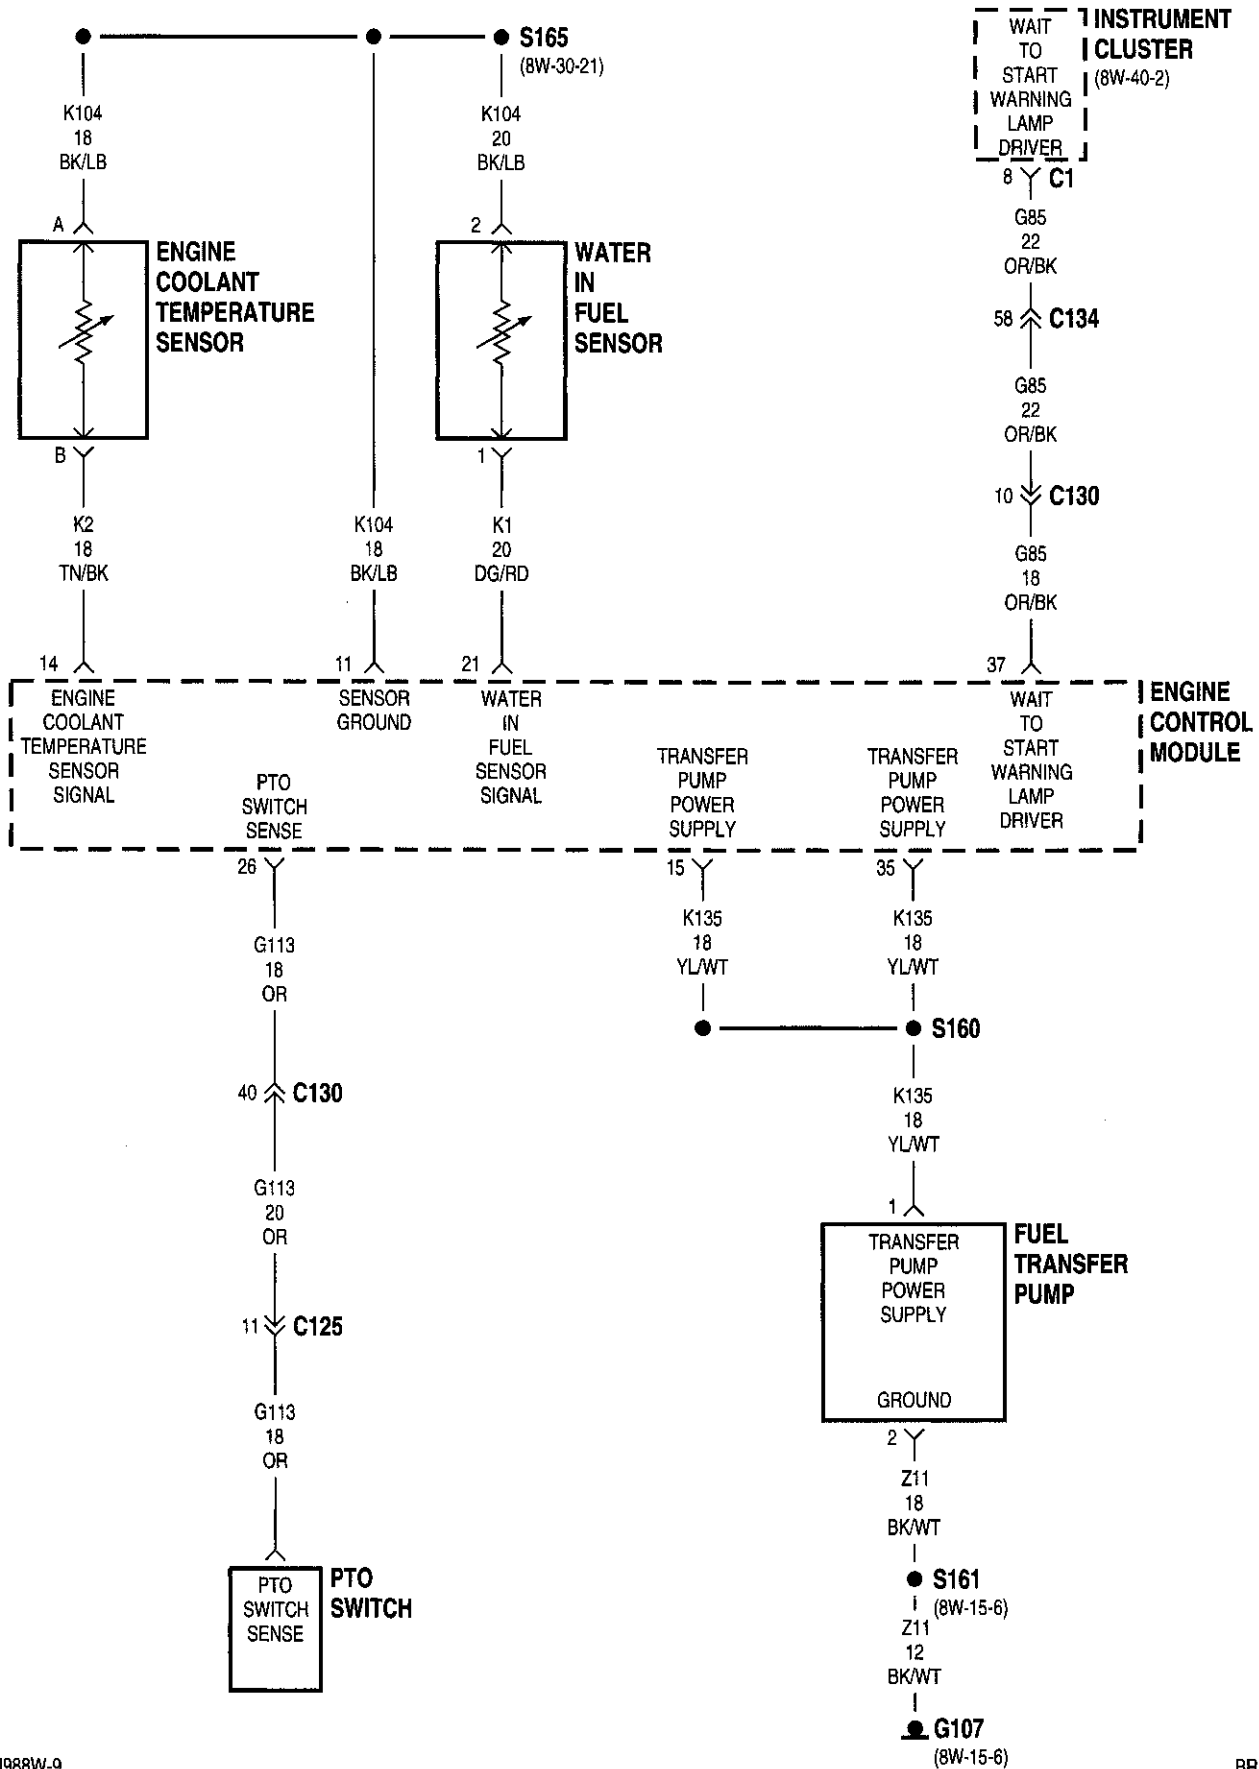 S165
(8W-30-21)
K104
18
BK/LB
K104
20
BK/LB
WAIT
TO
START
WARNING
LAMP
DRIVER
INSTRUMENT
CLUSTER
(8W-40-2)
8
C1
G85
22
OR/BK
58
C134
G85
22
OR/BK
10
C130
G85
18
OR/BK
37
A
ENGINE
COOLANT
TEMPERATURE
SENSOR
B
2
WATER
IN
FUEL
SENSOR
1
K2
18
TN/BK
K104
18
BK/LB
K1
20
DG/RD
14
11
21
ENGINE
COOLANT
TEMPERATURE
SENSOR
SIGNAL
SENSOR
GROUND
WATER
IN
FUEL
SENSOR
SIGNAL
WAIT
TO
START
WARNING
LAMP
DRIVER
ENGINE
CONTROL
MODULE
PTO
SWITCH
SENSE
TRANSFER
PUMP
POWER
SUPPLY
TRANSFER
PUMP
POWER
SUPPLY
26
15
35
G113
18
OR
40
C130
G113
20
OR
11
C125
G113
18
OR
PTO
SWITCH
SENSE
PTO
SWITCH
K135
18
YL/WT
K135
18
YL/WT
S160
K135
18
YL/WT
1
TRANSFER
PUMP
POWER
SUPPLY
GROUND
FUEL
TRANSFER
PUMP
2
Z11
18
BK/WT
S161
(8W-15-6)
Z11
12
BK/WT
G107
(8W-15-6)
J988W-9
BR